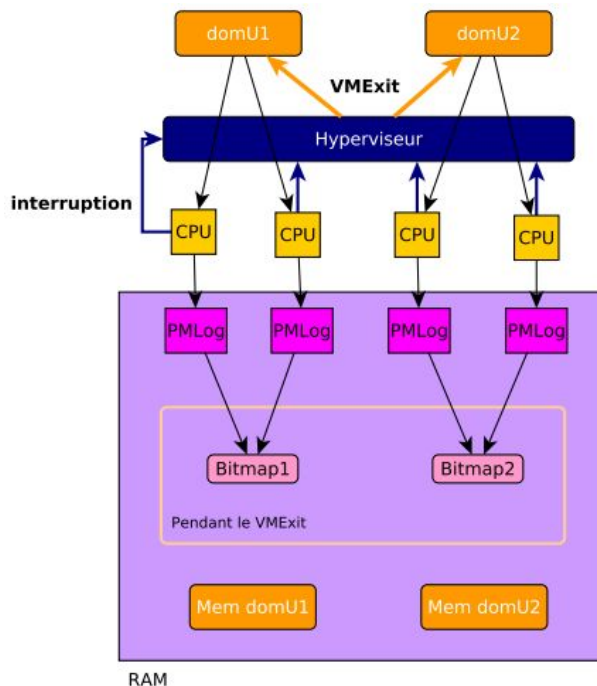 domU1
domU2
VMExit
Hyperviseur
interruption
CPU
CPU
CPU
CPU
PMLog
PMLog
PMLog
PMLog
Bitmap1
Bitmap2
Pendant le VMExit
Mem domU1
Mem domU2
RAM